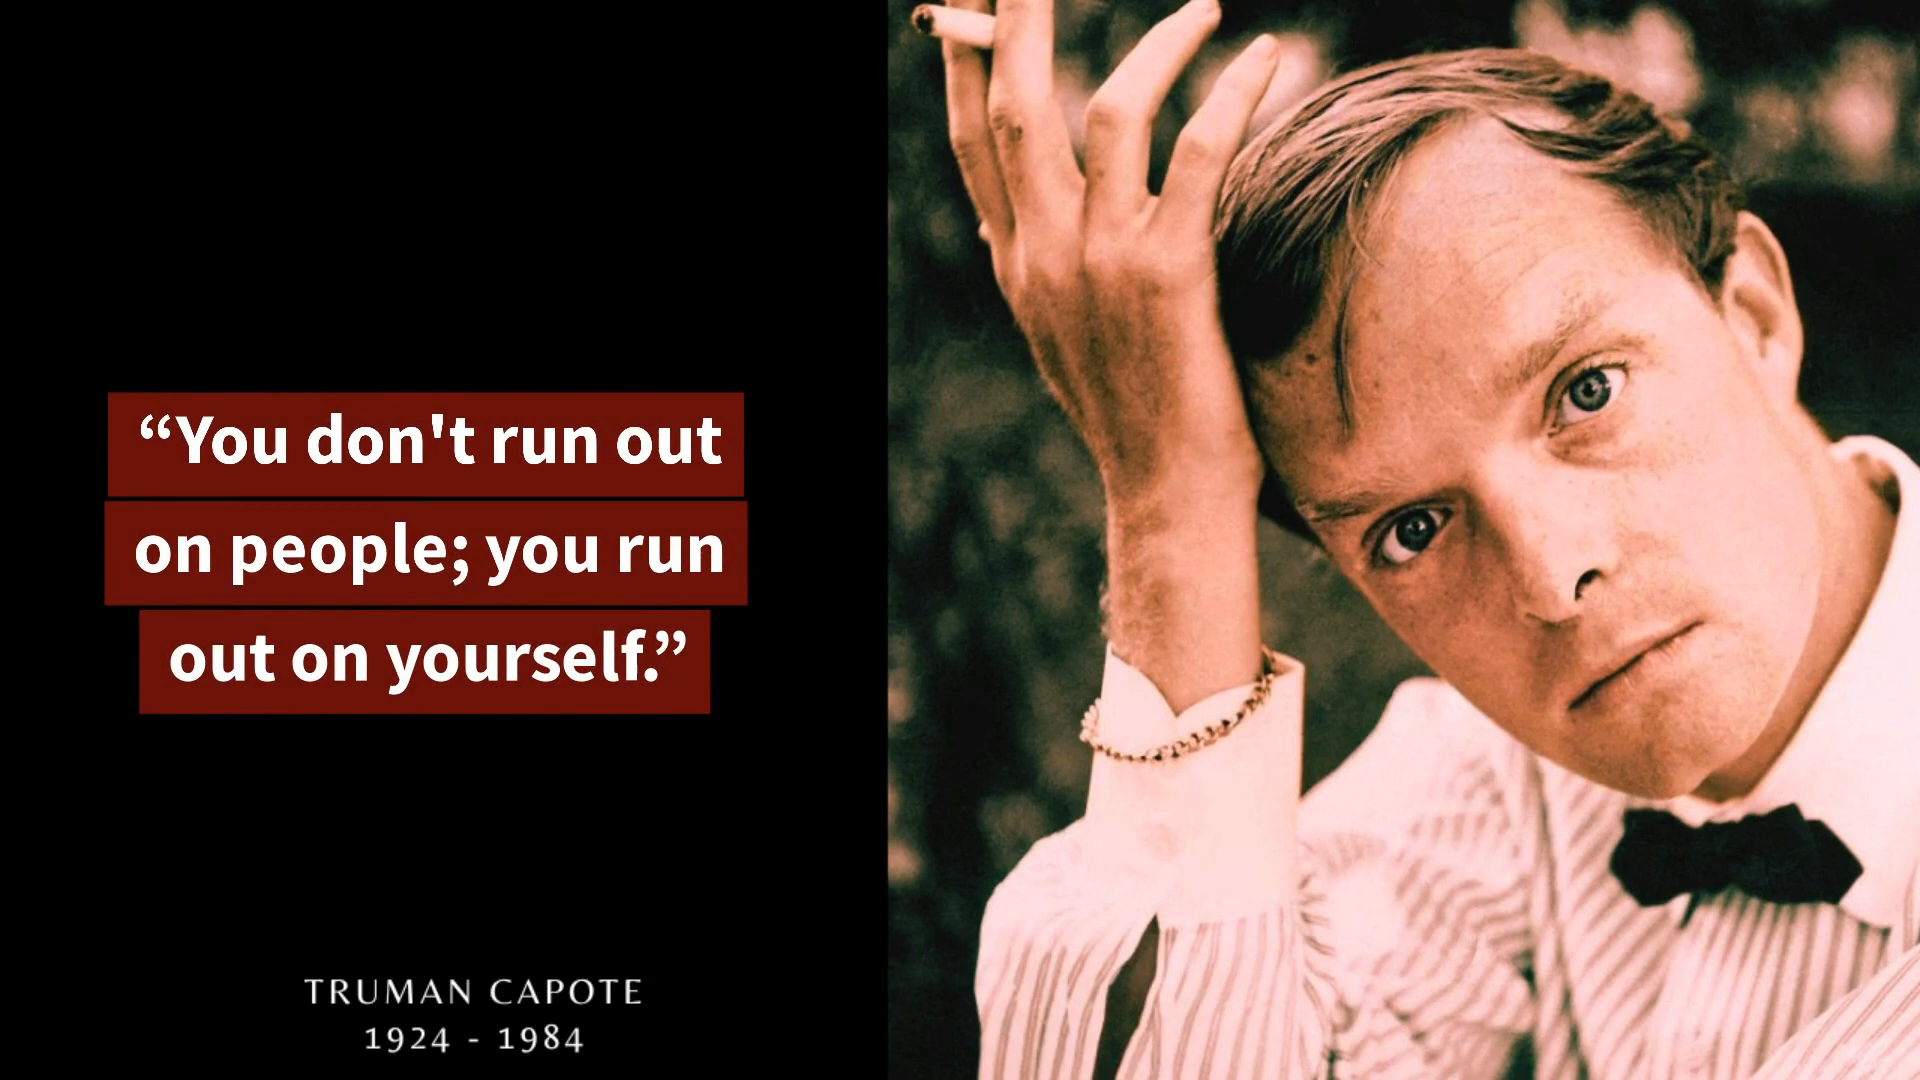 “You don't run out
on people; you run
out on yourself.”
TRUMAN CAPOTE
1924 - 1984